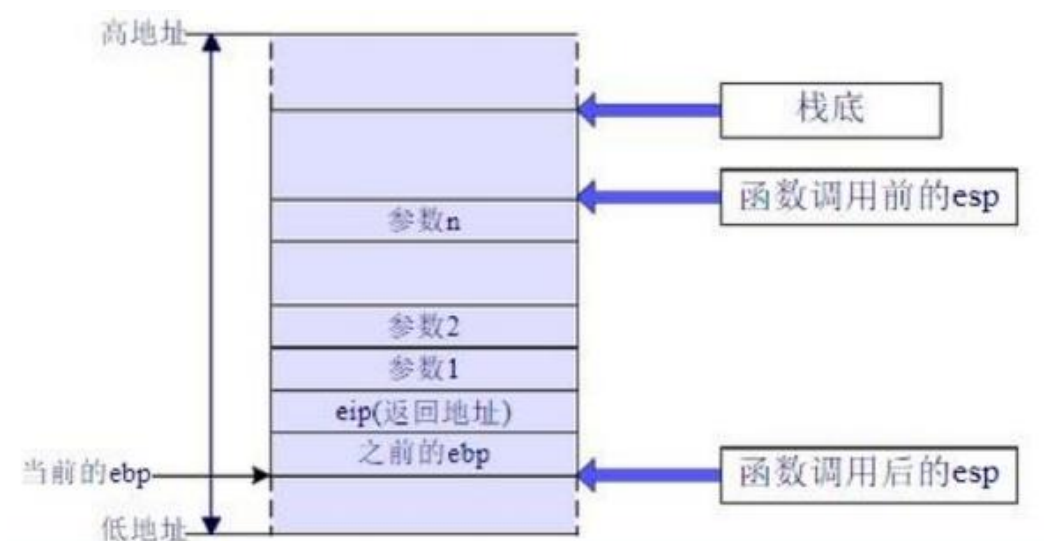 高地址
栈底
函数调用前的esp
参数n
参数2
参数1
eip(返回地址)
之前的ebp
当前的ebp
函数调用后的esp
低地址